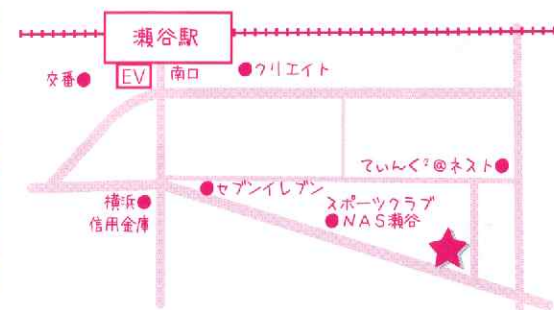 瀬谷駅
交番
EV
南口
クリエイト
てぃんぐ²@ネスト
セブンイレブン
横浜
信用金庫
スポーツクラブ
NAS瀬谷